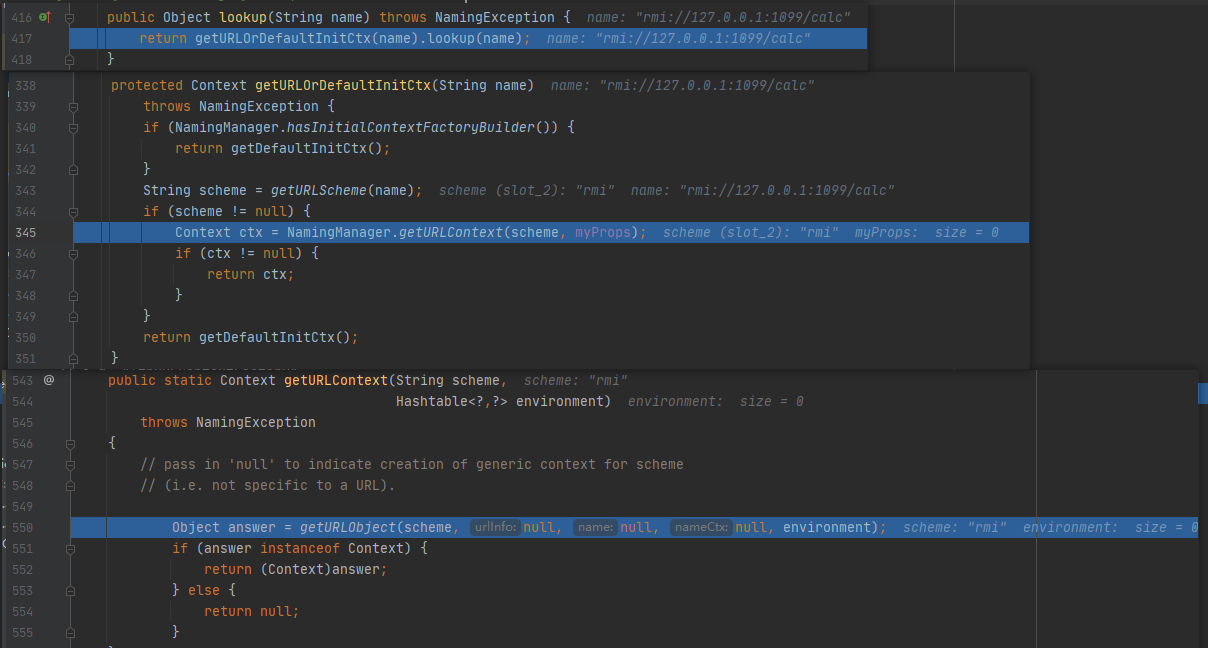 416 public Object lookup(String name) throws NamingException { name: "rmi://127.0.0.1:1099/calc"
417 return getURLOrDefaultInitCtx(name).lookup(name); name: "rmi://127.0.0.1:1099/calc"
418 }
338 protected Context getURLOrDefaultInitCtx(String name) name: "rmi://127.0.0.1:1099/calc"
339 throws NamingException {
340 if (NamingManager.hasInitialContextFactoryBuilder()) {
341 return getDefaultInitCtx();
342 }
343 String scheme = getURLScheme(name); scheme (slot_2): "rmi" name: "rmi://127.0.0.1:1099/calc"
344 if (scheme != null) {
345 Context ctx = NamingManager.getURLContext(scheme, myProps); scheme (slot_2): "rmi" myProps: size = 0
346 if (ctx != null) {
347 return ctx;
348 }
349 }
350 return getDefaultInitCtx();
351 }
543 @ public static Context getURLContext(String scheme, scheme: "rmi"
544 Hashtable<?,?> environment) environment: size = 0
545 throws NamingException
546 {
547 // pass in 'null' to indicate creation of generic context for scheme
548 // (i.e. not specific to a URL).
549
550 Object answer = getURLObject(scheme, urlInfo: null, name: null, nameCtx: null, environment); scheme: "rmi" environment: size = 0
551 if (answer instanceof Context) {
552 return (Context)answer;
553 } else {
554 return null;
555 }